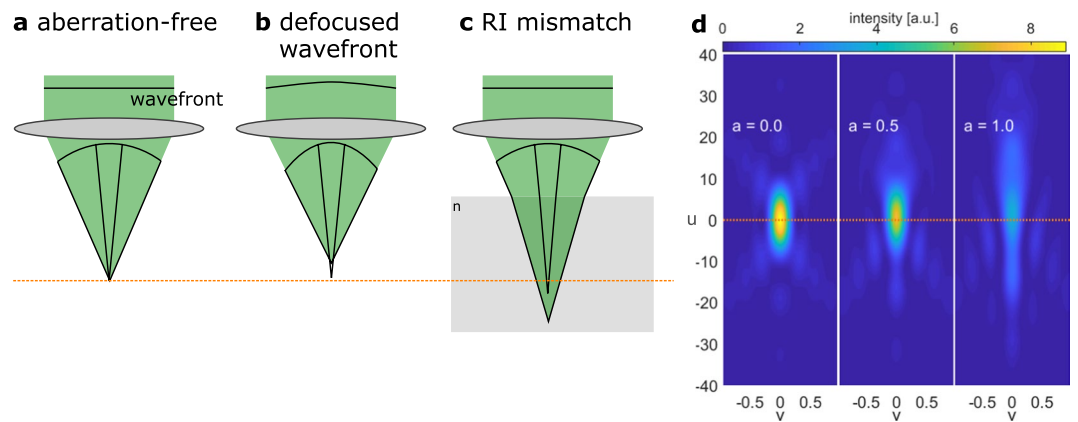 a aberration-free
b defocused
wavefront
c RI mismatch
wavefront
n
d
intensity [a.u.]
0 2 4 6 8
40
30
20
10
u 0
-10
-20
-30
-40
a = 0.0
a = 0.5
a = 1.0
-0.5 0 0.5
-0.5 0 0.5
-0.5 0 0.5
v
v
v